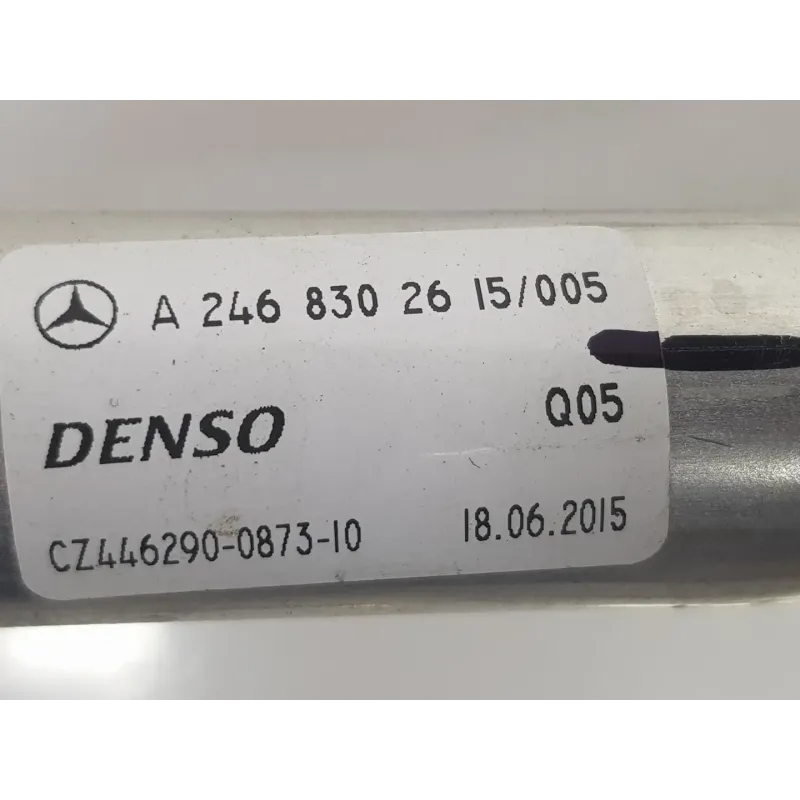 A 246 830 26 15/005
DENSO
Q05
CZ446290-0873-10
18.06.2015